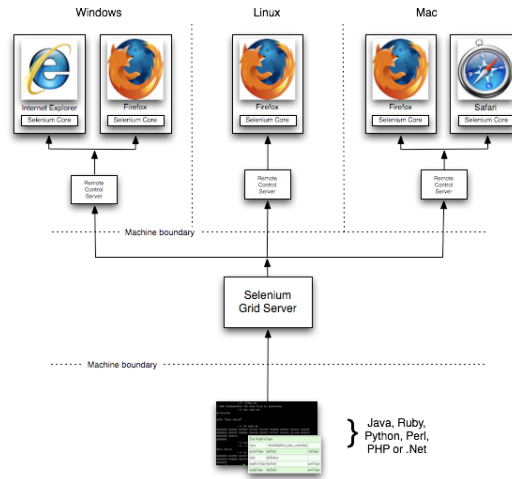 Windows
Linux
Mac
Internet Explorer
Selenium Core
Firefox
Selenium Core
Firefox
Selenium Core
Firefox
Selenium Core
Safari
Selenium Core
Remote
Control
Server
Remote
Control
Server
Remote
Control
Server
Machine boundary
Selenium
Grid Server
Machine boundary
Java, Ruby,
Python, Perl,
PHP or .Net